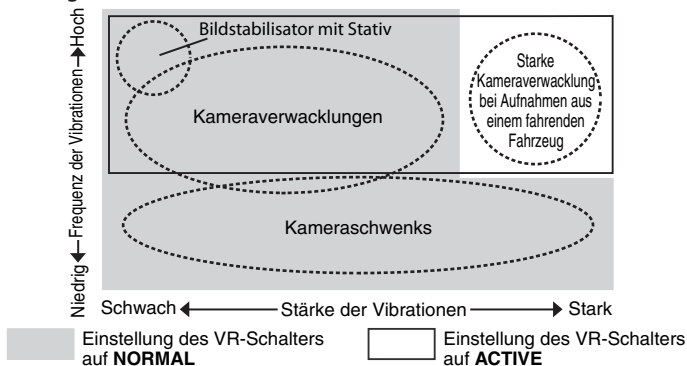 Niedrig ◄— Frequenz der Vibrationen —►Hoch
Bildstabilisator mit Stativ
Kameraverwacklungen
Starke
Kameraverwacklung
bei Aufnahmen aus
einem fahrenden
Fahrzeug
Kameraschwenks
Schwach ◄— Stärke der Vibrationen —► Stark
Einstellung des VR-Schalters
auf NORMAL
Einstellung des VR-Schalters
auf ACTIVE